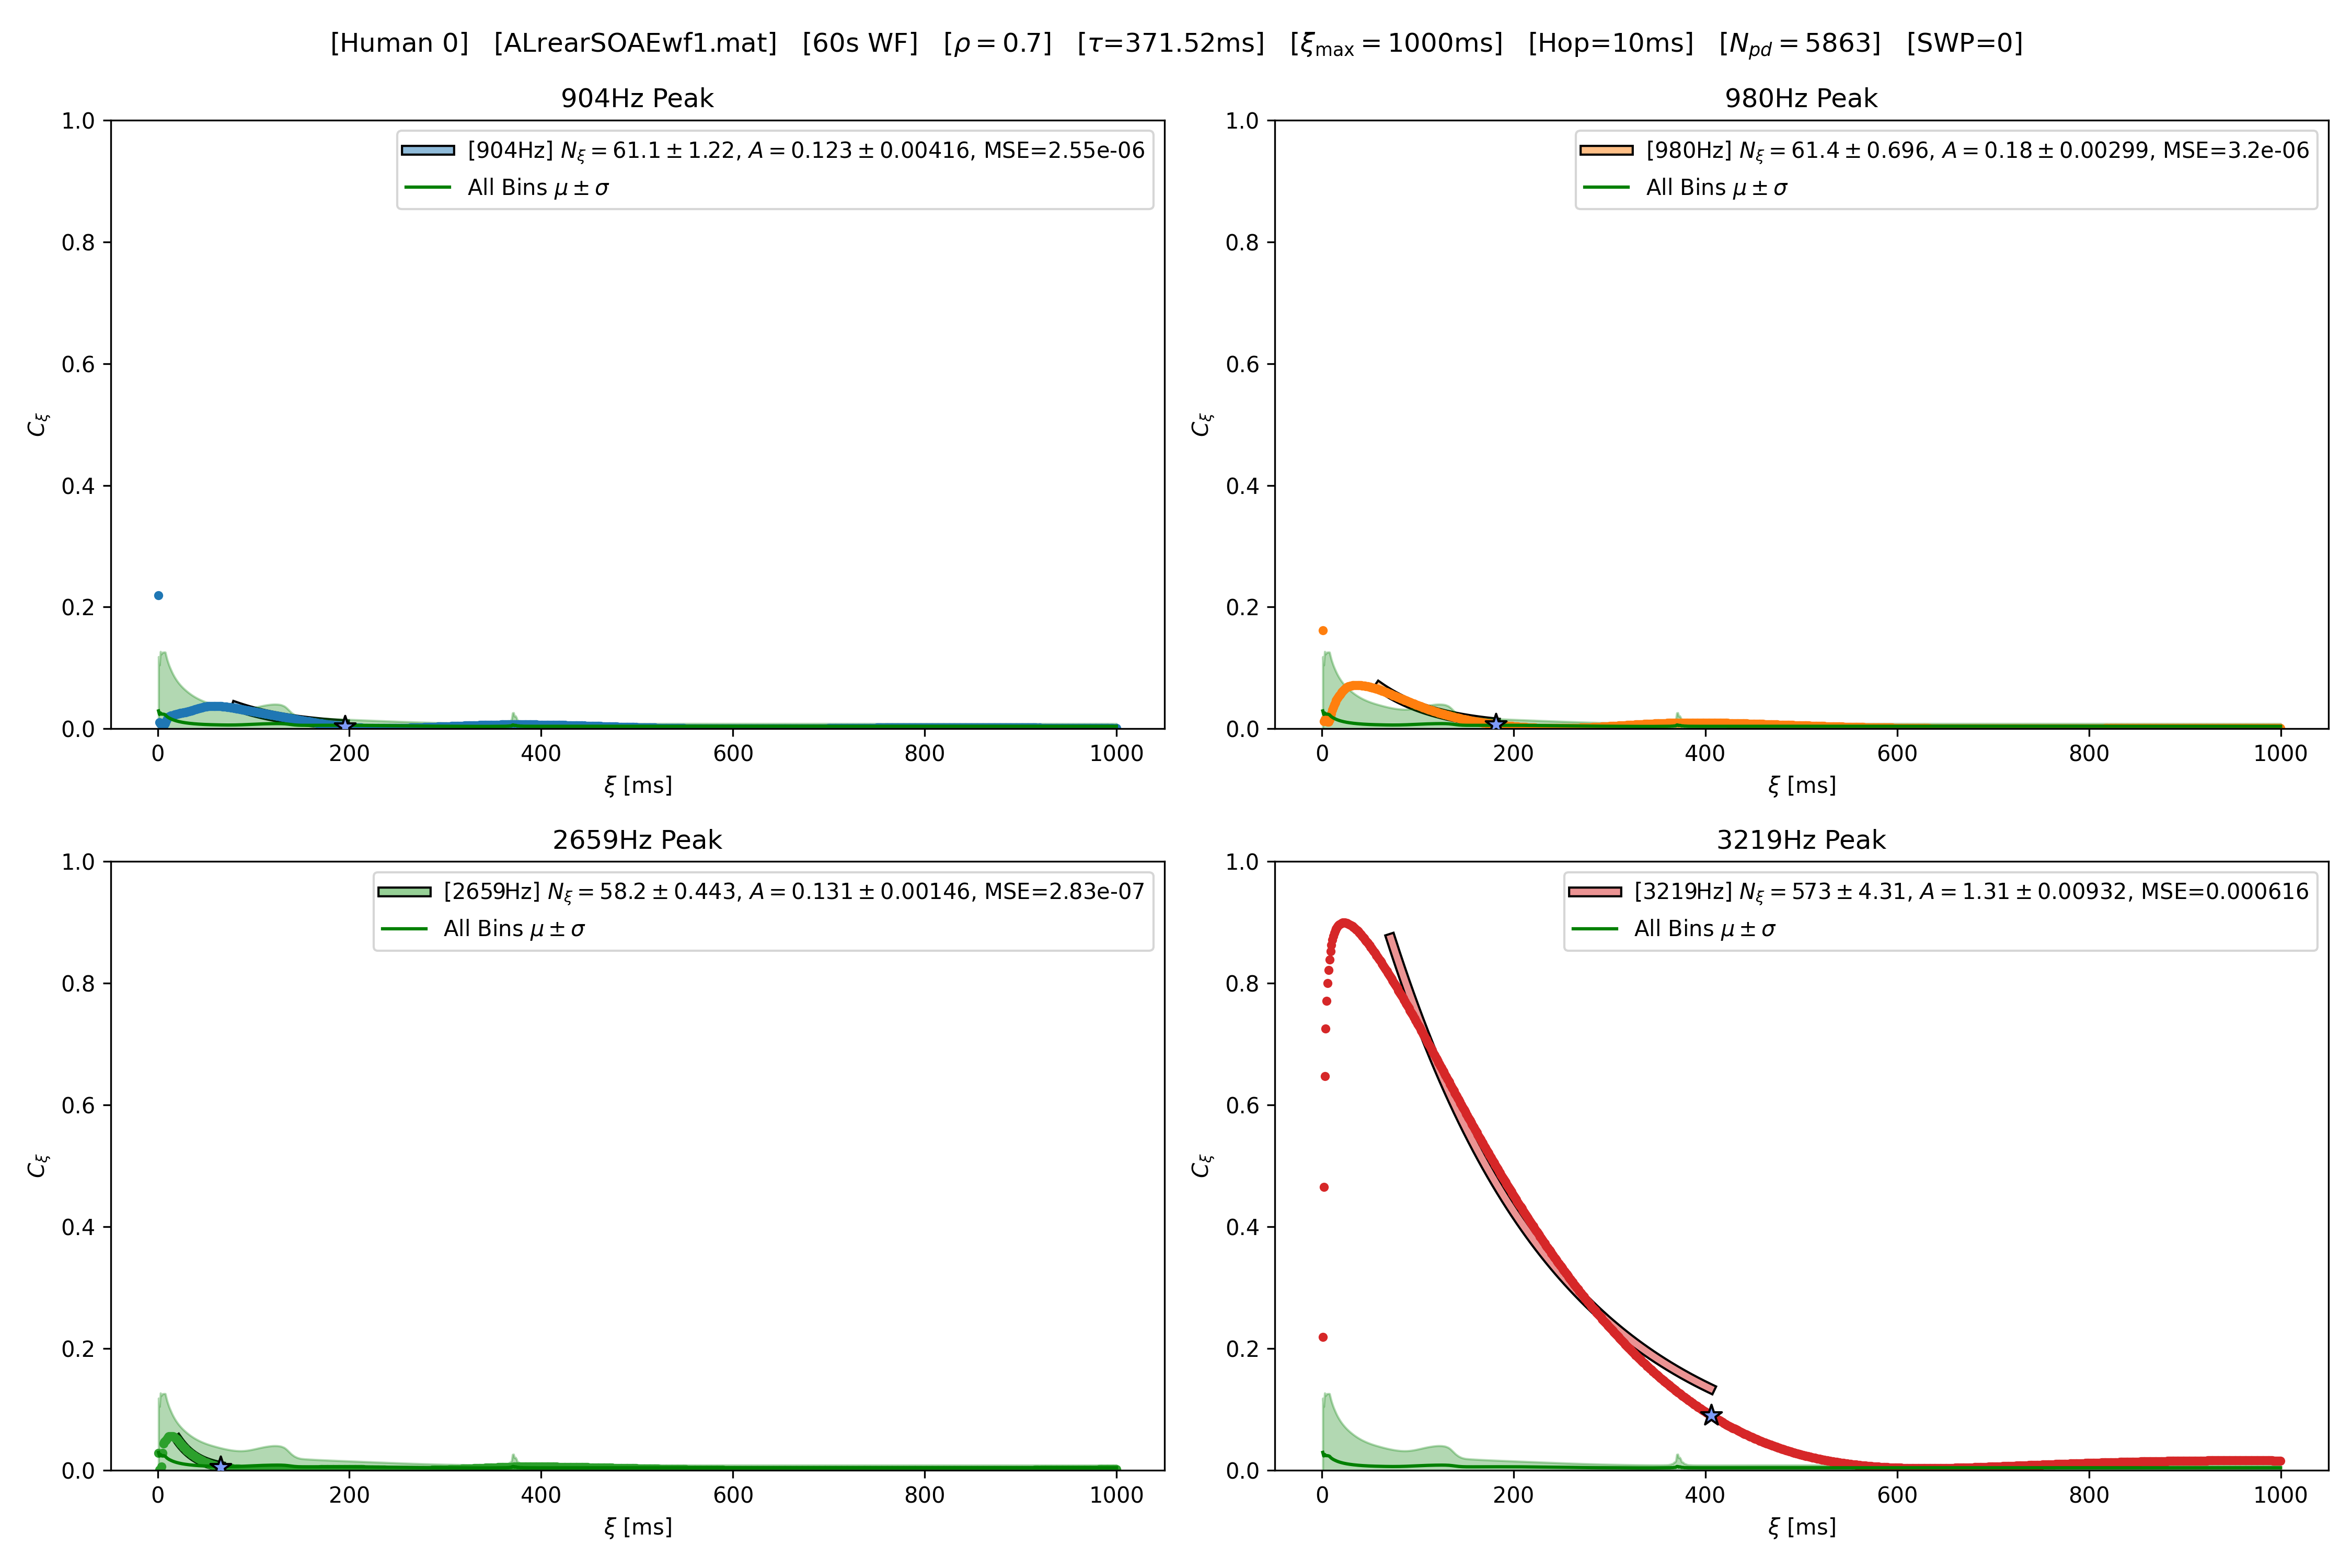 [Human 0]   [ALrearSOAEwf1.mat]   [60s WF]   [ρ = 0.7]   [τ=371.52ms]   [ξmax = 1000ms]   [Hop=10ms]   [Npd = 5863]   [SWP=0]
904Hz Peak
[904Hz] Nξ = 61.1 ± 1.22, A = 0.123 ± 0.00416, MSE=2.55e-06
All Bins μ ± σ
1.0
0.8
0.6
0.4
0.2
0.0
Cξ
0 200 400 600 800 1000
ξ [ms]
980Hz Peak
[980Hz] Nξ = 61.4 ± 0.696, A = 0.18 ± 0.00299, MSE=3.2e-06
All Bins μ ± σ
1.0
0.8
0.6
0.4
0.2
0.0
Cξ
0 200 400 600 800 1000
ξ [ms]
2659Hz Peak
[2659Hz] Nξ = 58.2 ± 0.443, A = 0.131 ± 0.00146, MSE=2.83e-07
All Bins μ ± σ
1.0
0.8
0.6
0.4
0.2
0.0
Cξ
0 200 400 600 800 1000
ξ [ms]
3219Hz Peak
[3219Hz] Nξ = 573 ± 4.31, A = 1.31 ± 0.00932, MSE=0.000616
All Bins μ ± σ
1.0
0.8
0.6
0.4
0.2
0.0
Cξ
0 200 400 600 800 1000
ξ [ms]